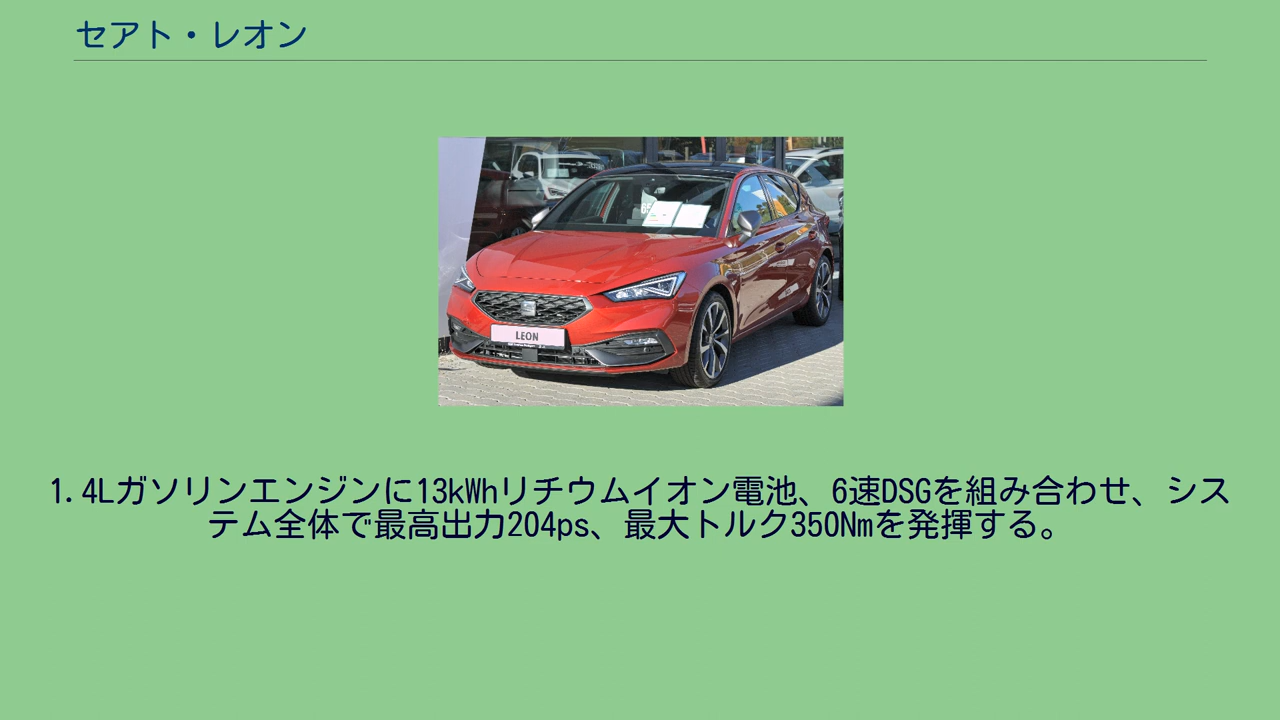 セアト・レオン
LEON
1.4Lガソリンエンジンに13kWhリチウムイオン電池、6速DSGを組み合わせ、シス
テム全体で最高出力204ps、最大トルク350Nmを発揮する。